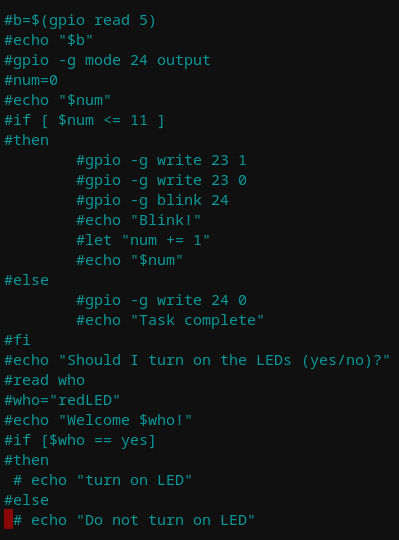 #b=$(gpio read 5)
#echo "$b"
#gpio -g mode 24 output
#num=0
#echo "$num"
#if [ $num <= 11 ]
#then
        #gpio -g write 23 1
        #gpio -g write 23 0
        #gpio -g blink 24
        #echo "Blink!"
        #let "num += 1"
        #echo "$num"
#else
        #gpio -g write 24 0
        #echo "Task complete"
#fi
#echo "Should I turn on the LEDs (yes/no)?"
#read who
#who="redLED"
#echo "Welcome $who!"
#if [$who == yes]
#then
 # echo "turn on LED"
#else
 # echo "Do not turn on LED"